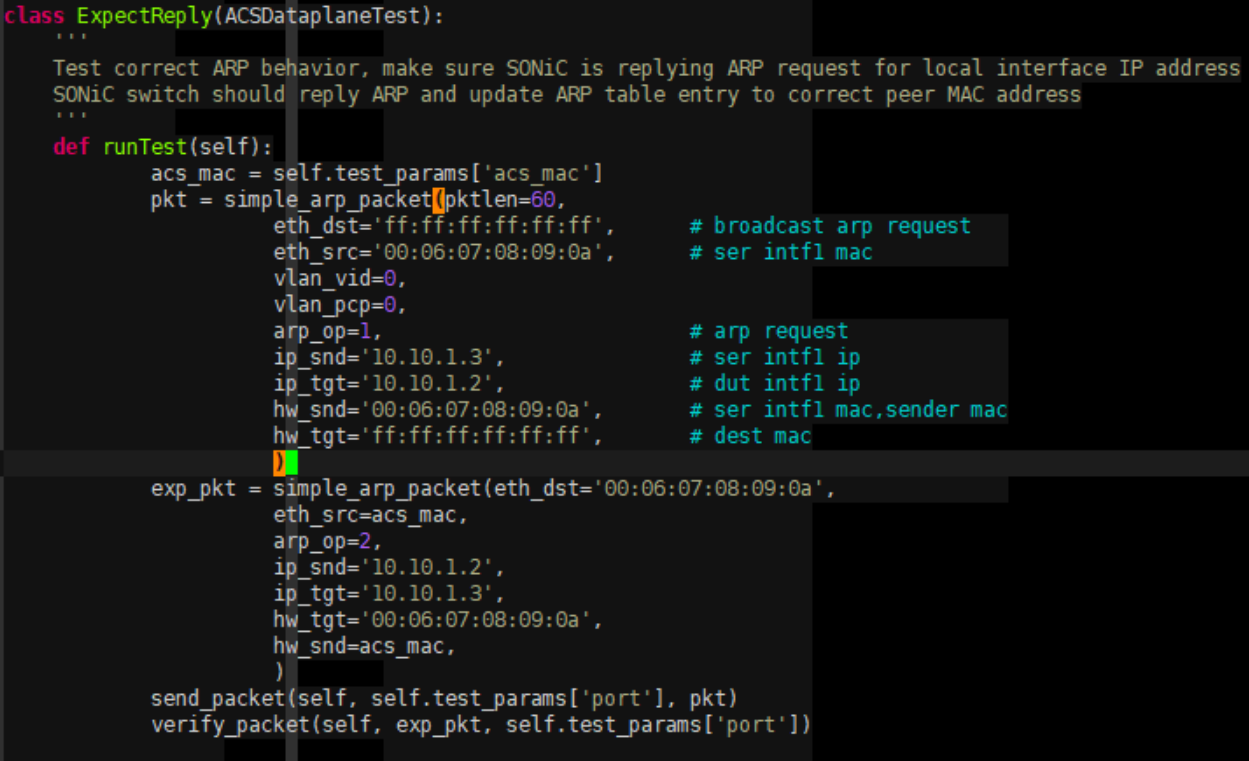 class ExpectReply(ACSDataplaneTest):
    '''
    Test correct ARP behavior, make sure SONiC is replying ARP request for local interface IP address
    SONiC switch should reply ARP and update ARP table entry to correct peer MAC address
    '''
    def runTest(self):
            acs_mac = self.test_params['acs_mac']
            pkt = simple_arp_packet(pktlen=60,
                      eth_dst='ff:ff:ff:ff:ff:ff',      # broadcast arp request
                      eth_src='00:06:07:08:09:0a',      # ser intf1 mac
                      vlan_vid=0,
                      vlan_pcp=0,
                      arp_op=1,                         # arp request
                      ip_snd='10.10.1.3',               # ser intf1 ip
                      ip_tgt='10.10.1.2',               # dut intf1 ip
                      hw_snd='00:06:07:08:09:0a',       # ser intf1 mac,sender mac
                      hw_tgt='ff:ff:ff:ff:ff:ff',       # dest mac
                      )
            exp_pkt = simple_arp_packet(eth_dst='00:06:07:08:09:0a',
                      eth_src=acs_mac,
                      arp_op=2,
                      ip_snd='10.10.1.2',
                      ip_tgt='10.10.1.3',
                      hw_tgt='00:06:07:08:09:0a',
                      hw_snd=acs_mac,
                      )
            send_packet(self, self.test_params['port'], pkt)
            verify_packet(self, exp_pkt, self.test_params['port'])